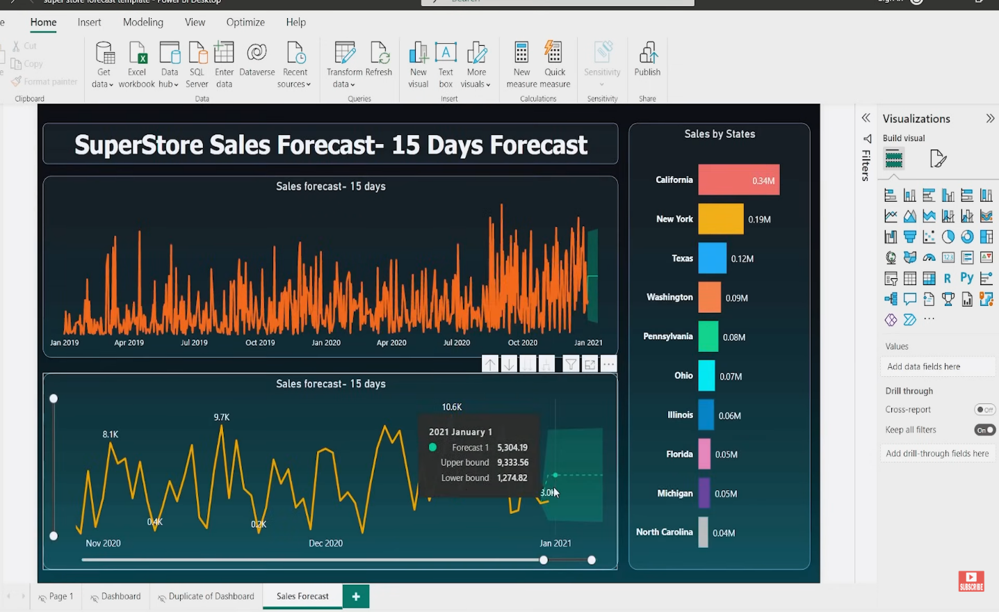 super store forecast template - Power BI Desktop
Search
Sign in
Home
Insert
Modeling
View
Optimize
Help
Cut
Copy
Format painter
Clipboard
Get data
Excel workbook
Data hub
SQL Server
Enter data
Dataverse
Recent sources
Data
Transform data
Refresh
Queries
New visual
Text box
More visuals
Insert
New measure
Quick measure
Calculations
Sensitivity
Sensitivity
Publish
Share
SuperStore Sales Forecast- 15 Days Forecast
Sales forecast- 15 days
Jan 2019
Apr 2019
Jul 2019
Oct 2019
Jan 2020
Apr 2020
Jul 2020
Oct 2020
Jan 2021
Sales forecast- 15 days
8.1K
9.7K
10.6K
0.4K
0.2K
3.0K
2021 January 1
Forecast 1 5,304.19
Upper bound 9,333.56
Lower bound 1,274.82
Nov 2020
Dec 2020
Jan 2021
Sales by States
California 0.34M
New York 0.19M
Texas 0.12M
Washington 0.09M
Pennsylvania 0.08M
Ohio 0.07M
Illinois 0.06M
Florida 0.05M
Michigan 0.05M
North Carolina 0.04M
Filters
Visualizations
Build visual
123
R
Py
Values
Add data fields here
Drill through
Cross-report
Off
Keep all filters
On
Add drill-through fields here
SUBSCRIBE
Page 1
Dashboard
Duplicate of Dashboard
Sales Forecast